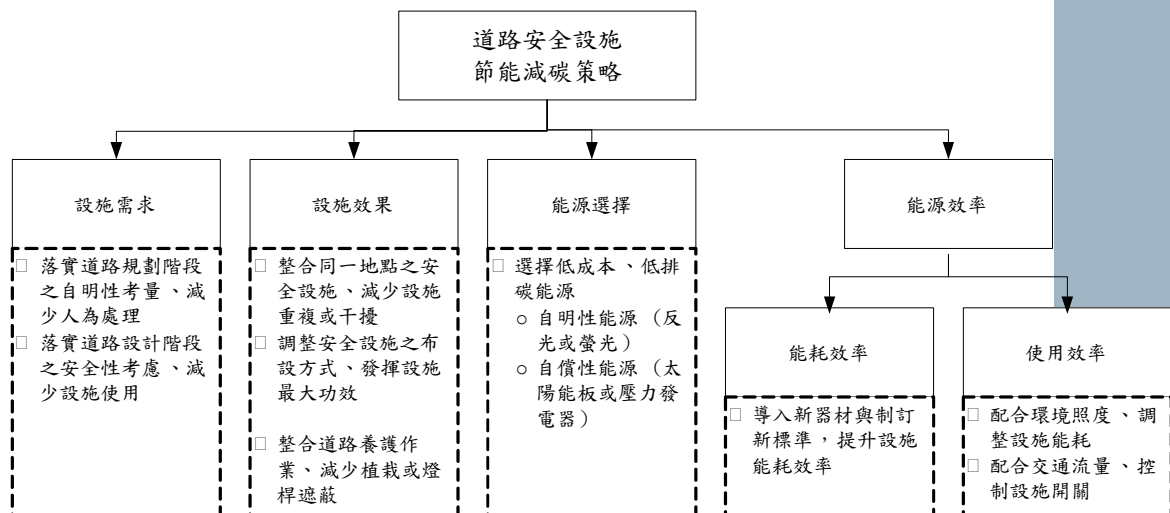 道路安全設施
節能減碳策略
設施需求
□ 落實道路規劃階段
之自明性考量、減
少人為處理
□ 落實道路設計階段
之安全性考慮、減
少設施使用
設施效果
□ 整合同一地點之安
全設施、減少設施
重複或干擾
□ 調整安全設施之布
設方式、發揮設施
最大功效
□ 整合道路養護作
業、減少植栽或燈
桿遮蔽
能源選擇
□ 選擇低成本、低排
碳能源
○ 自明性能源（反
光或螢光）
○ 自償性能源（太
陽能板或壓力發
電器）
能源效率
能耗效率
□ 導入新器材與制訂
新標準，提升設施
能耗效率
使用效率
□ 配合環境照度、調
整設施能耗
□ 配合交通流量、控
制設施開關